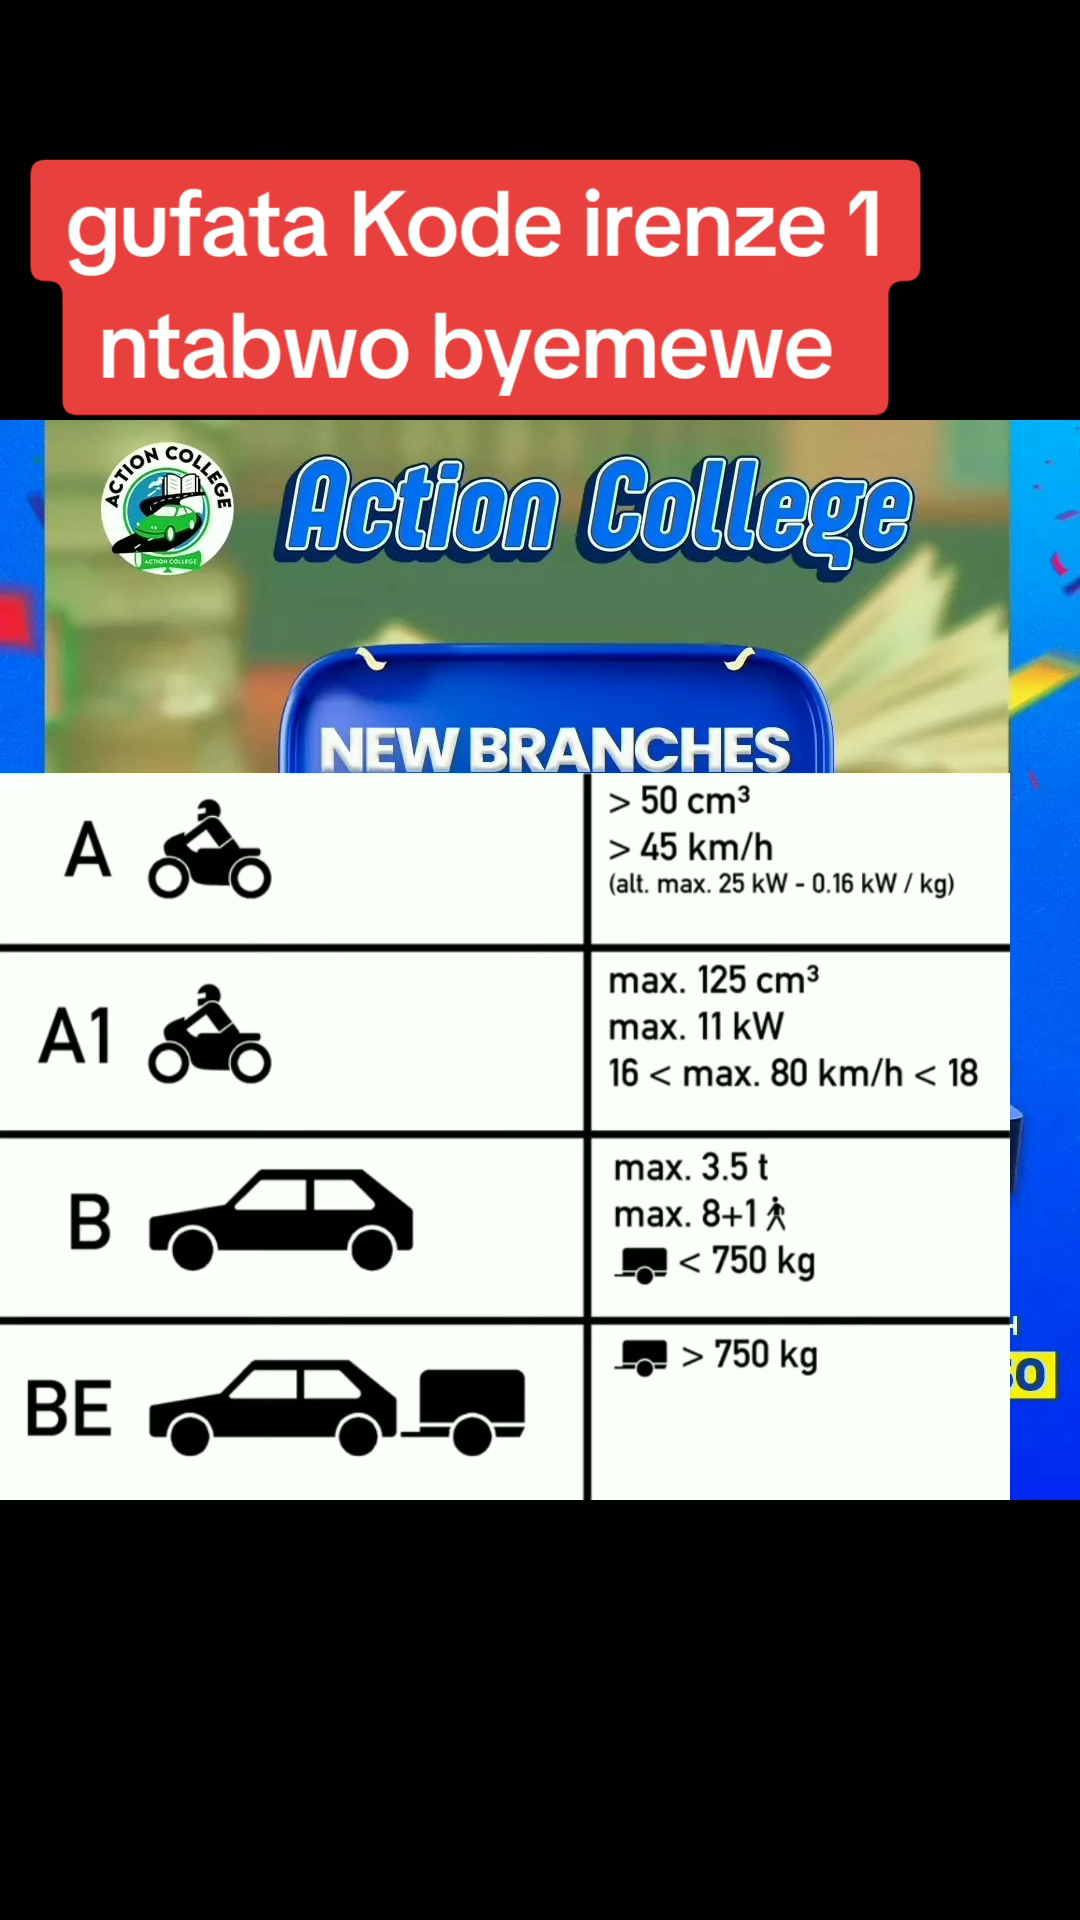 gufata Kode irenze 1
ntabwo byemewe
ACTION COLLEGE
ACTION COLLEGE
Action College
NEW BRANCHES
A
> 50 cm³
> 45 km/h
(alt. max. 25 kW - 0.16 kW / kg)
A1
max. 125 cm³
max. 11 kW
16 < max. 80 km/h < 18
B
max. 3.5 t
max. 8+1
< 750 kg
BE
> 750 kg